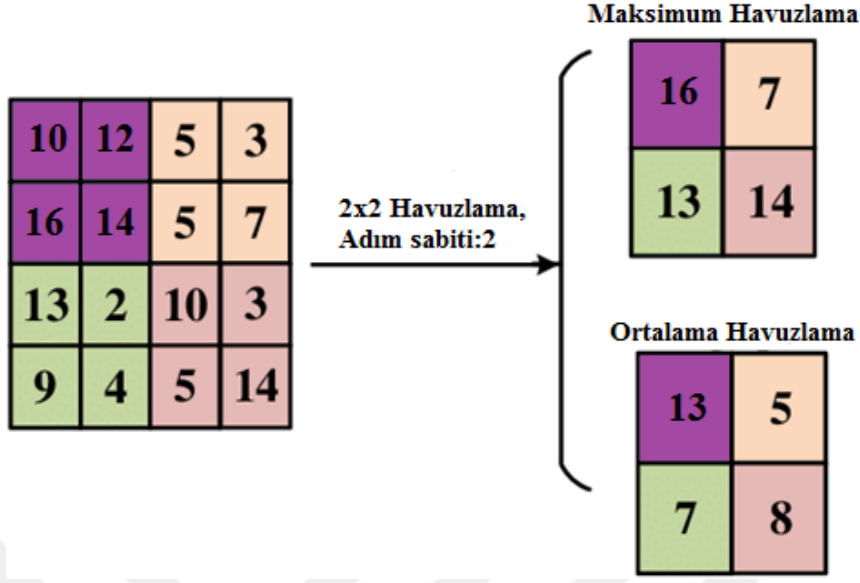 Maksimum Havuzlama
16 7
13 14
10 12 5 3
16 14 5 7
13 2 10 3
9 4 5 14
2x2 Havuzlama,
Adım sabiti:2
Ortalama Havuzlama
13 5
7 8